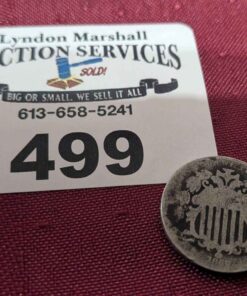 Lyndon Marshall
CTION SERVICES
SOLD!
BIG OR SMALL, WE SELL IT ALL
613-658-5241
499